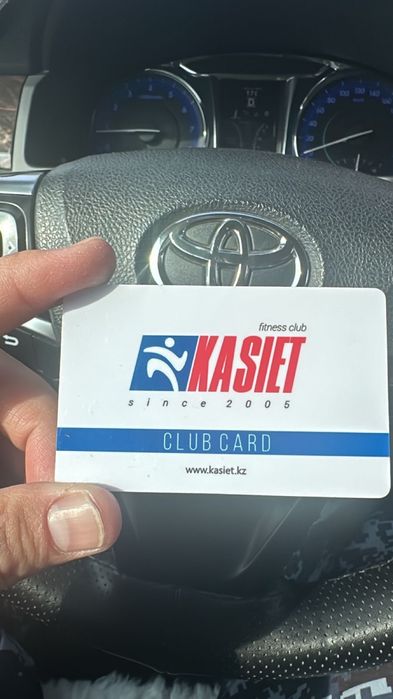 fitness club
KASIET
since 2005
CLUB CARD
www.kasiet.kz